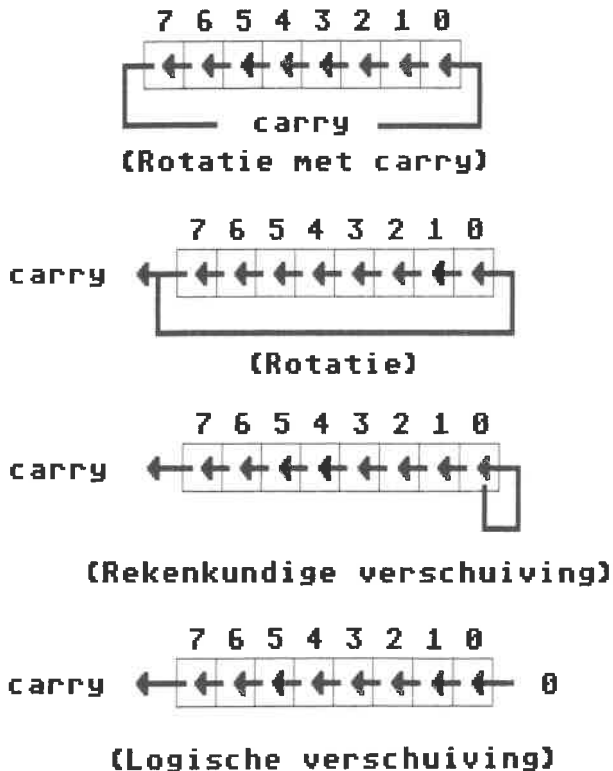 7 6 5 4 3 2 1 0
carry
(Rotatie met carry)
7 6 5 4 3 2 1 0
carry
(Rotatie)
7 6 5 4 3 2 1 0
carry
(Rekenkundige verschuiving)
7 6 5 4 3 2 1 0
carry 0
(Logische verschuiving)